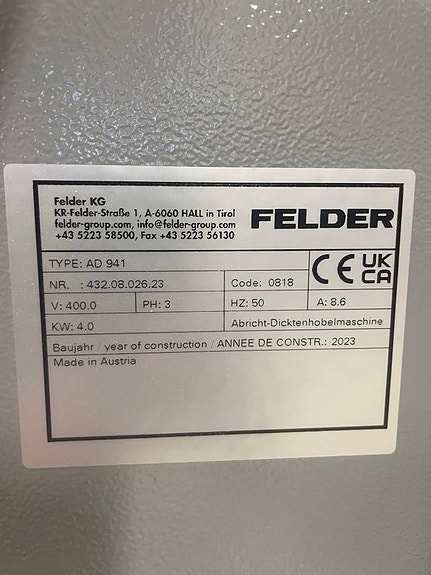 Felder KG
KR-Felder-Straße 1, A-6060 HALL in Tirol
felder-group.com, info@felder-group.com
+43 5223 58500, Fax +43 5223 56130
FELDER
TYPE: AD 941
CE UK CA
NR. : 432.08.026.23 Code: 0818
V: 400.0 PH: 3 HZ: 50 A: 8.6
KW: 4.0 Abricht-Dicktenhobelmaschine
Baujahr / year of construction / ANNEE DE CONSTR.: 2023
Made in Austria